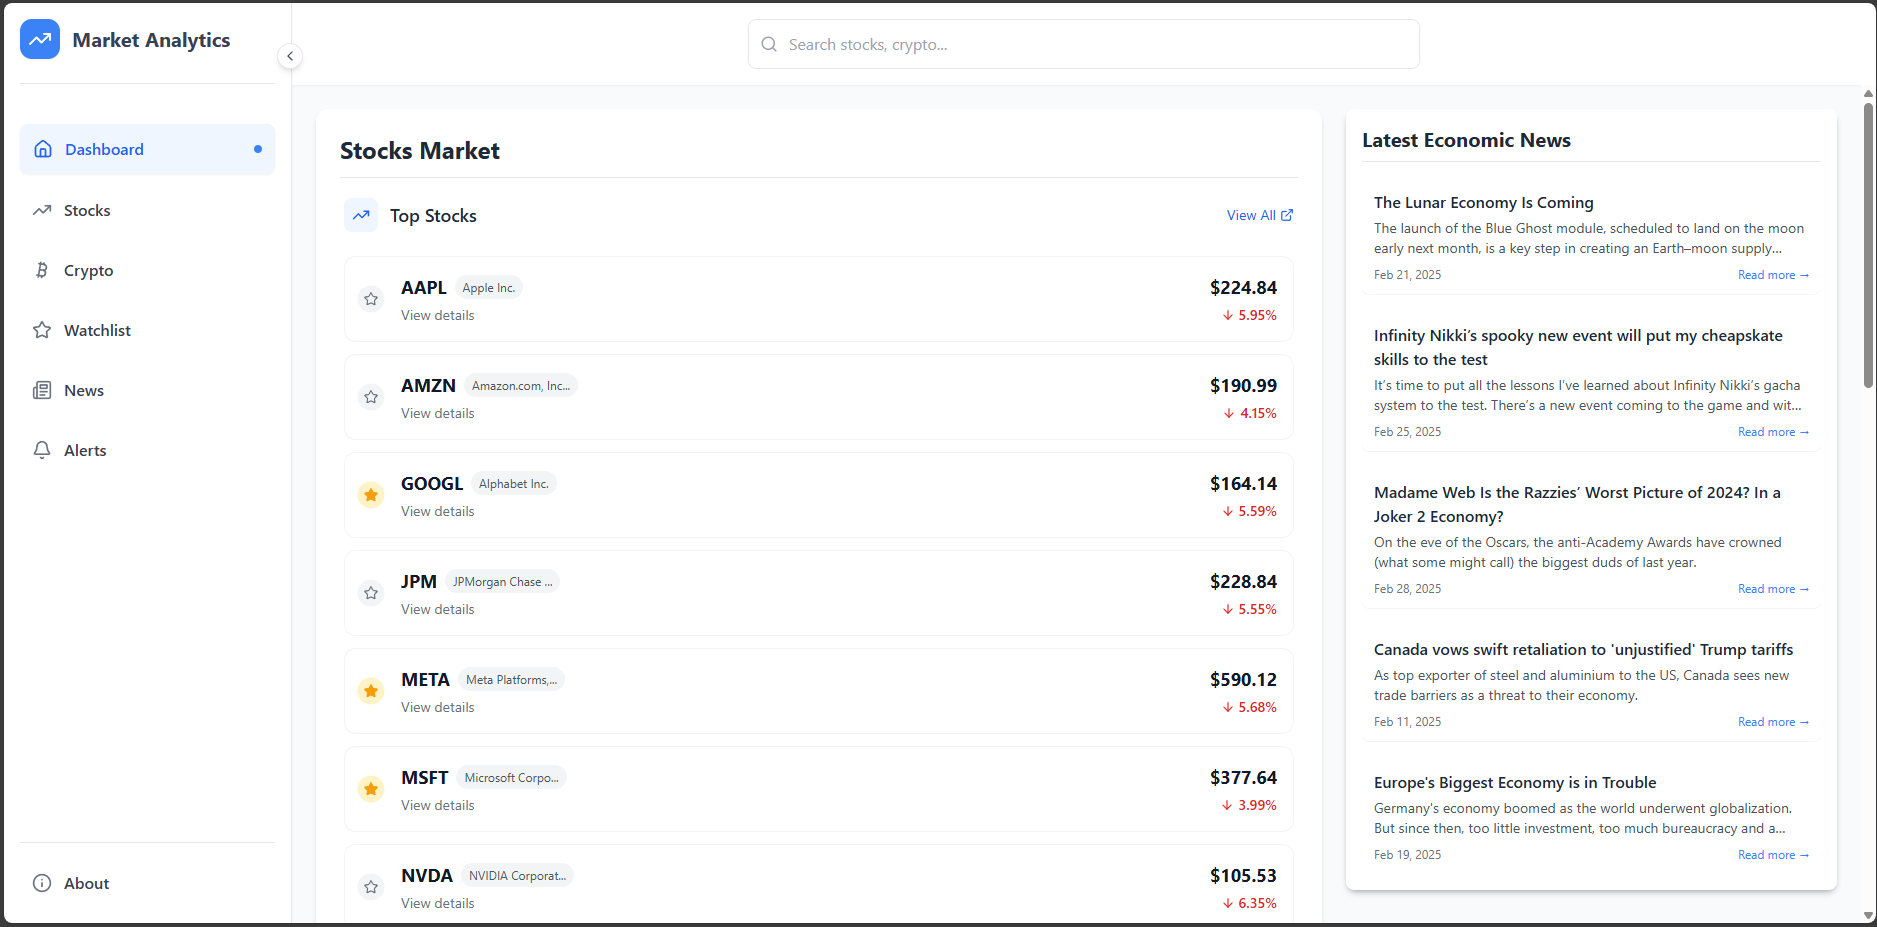 Market Analytics
Search stocks, crypto...
Dashboard
Stocks
Crypto
Watchlist
News
Alerts
About
Stocks Market
Top Stocks
View All
AAPL Apple Inc. $224.84
View details 5.95%
AMZN Amazon.com, Inc... $190.99
View details 4.15%
GOOGL Alphabet Inc. $164.14
View details 5.59%
JPM JPMorgan Chase ... $228.84
View details 5.55%
META Meta Platforms,... $590.12
View details 5.68%
MSFT Microsoft Corpo... $377.64
View details 3.99%
NVDA NVIDIA Corporat... $105.53
View details 6.35%
Latest Economic News
The Lunar Economy Is Coming
The launch of the Blue Ghost module, scheduled to land on the moon
early next month, is a key step in creating an Earth–moon supply...
Feb 21, 2025 Read more →
Infinity Nikki’s spooky new event will put my cheapskate
skills to the test
It’s time to put all the lessons I’ve learned about Infinity Nikki’s gacha
system to the test. There’s a new event coming to the game and wit...
Feb 25, 2025 Read more →
Madame Web Is the Razzies’ Worst Picture of 2024? In a
Joker 2 Economy?
On the eve of the Oscars, the anti-Academy Awards have crowned
(what some might call) the biggest duds of last year.
Feb 28, 2025 Read more →
Canada vows swift retaliation to 'unjustified' Trump tariffs
As top exporter of steel and aluminium to the US, Canada sees new
trade barriers as a threat to their economy.
Feb 11, 2025 Read more →
Europe's Biggest Economy is in Trouble
Germany's economy boomed as the world underwent globalization.
But since then, too little investment, too much bureaucracy and a...
Feb 19, 2025 Read more →